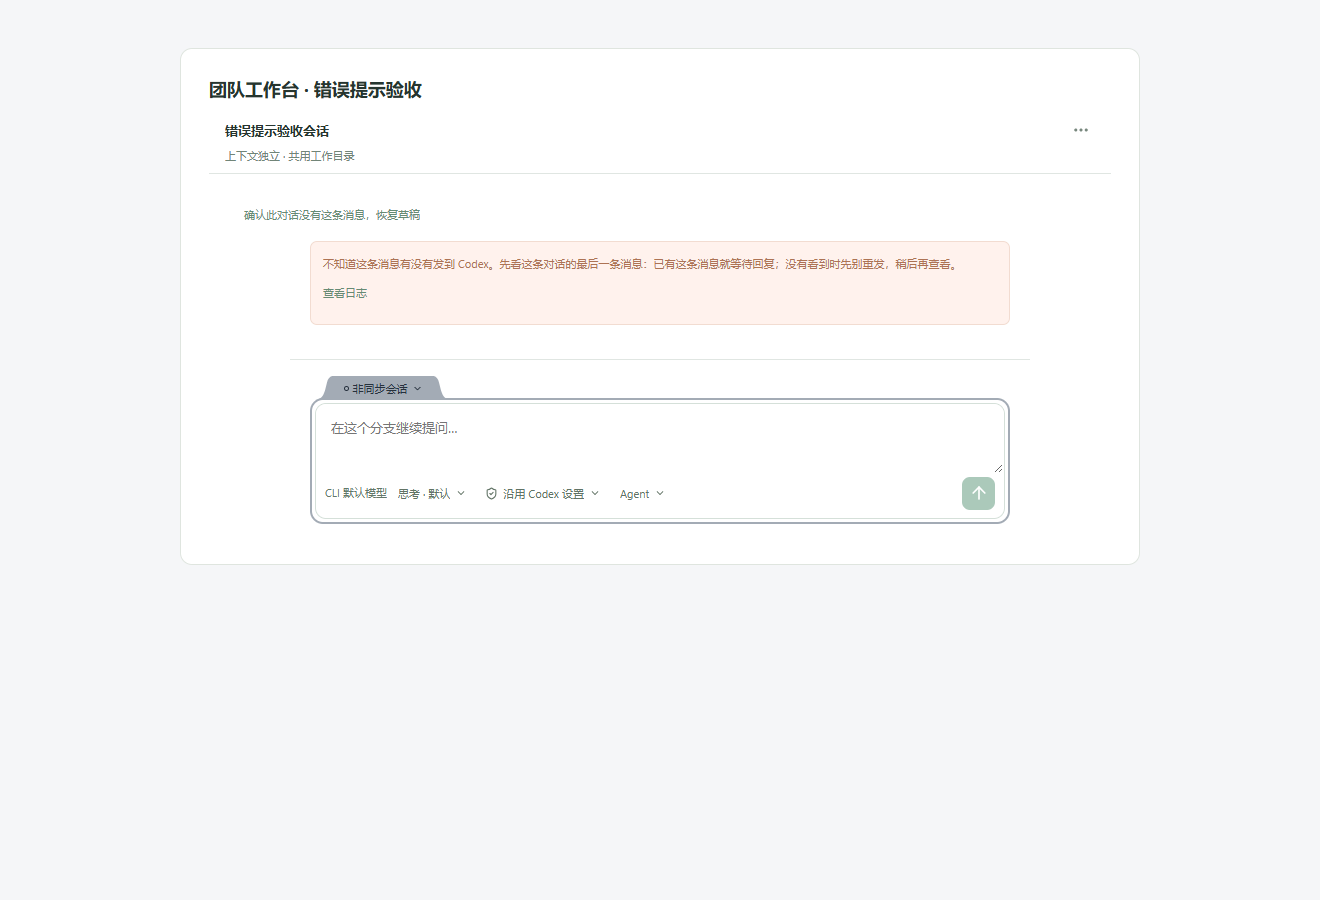 团队工作台 · 错误提示验收
错误提示验收会话
上下文独立 · 共用工作目录
确认此对话没有这条消息，恢复草稿
不知道这条消息有没有发到 Codex。先看这条对话的最后一条消息：已有这条消息就等待回复；没有看到时先别重发，稍后再查看。
查看日志
非同步会话
在这个分支继续提问...
CLI 默认模型 思考 · 默认 沿用 Codex 设置 Agent